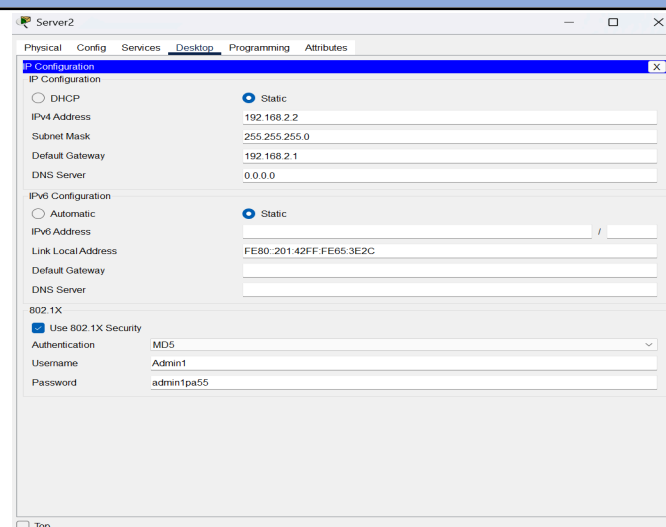 Server2
Physical Config Services Desktop Programming Attributes
IP Configuration X
IP Configuration
DHCP Static
IPv4 Address 192.168.2.2
Subnet Mask 255.255.255.0
Default Gateway 192.168.2.1
DNS Server 0.0.0.0
IPv6 Configuration
Automatic Static
IPv6 Address /
Link Local Address FE80::201:42FF:FE65:3E2C
Default Gateway
DNS Server
802.1X
Use 802.1X Security
Authentication MD5
Username Admin1
Password admin1pa55
Top